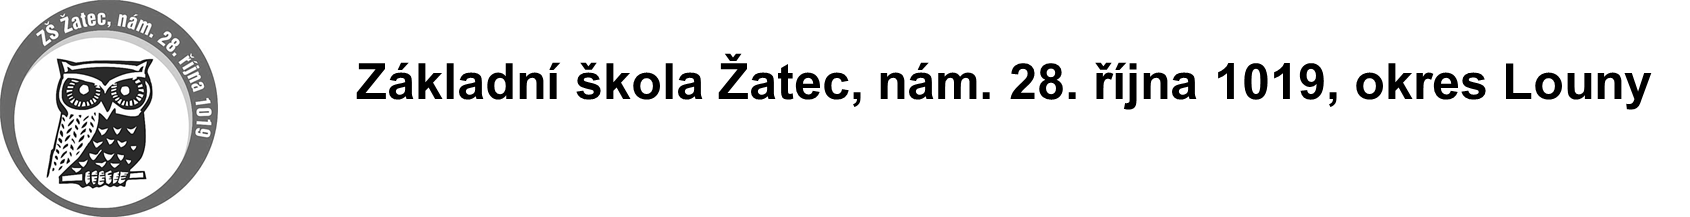 ZŠ Žatec, nám. 28. října 1019
Základní škola Žatec, nám. 28. října 1019, okres Louny